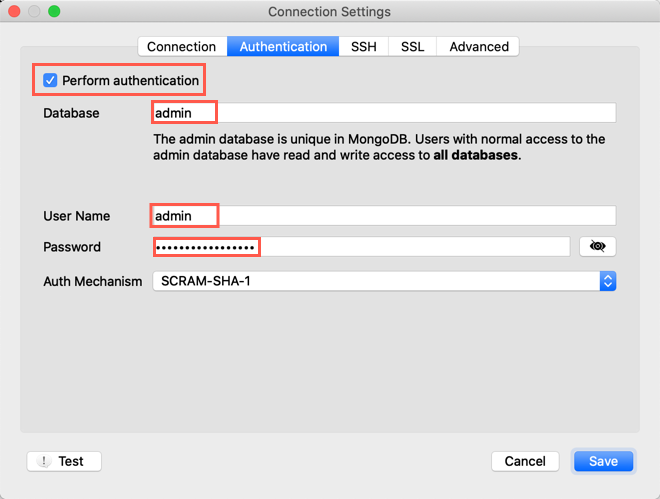 Connection Settings
Connection Authentication SSH SSL Advanced
Perform authentication
Database admin
The admin database is unique in MongoDB. Users with normal access to the
admin database have read and write access to all databases.
User Name admin
Password •••••••••••••••••
Auth Mechanism SCRAM-SHA-1
! Test Cancel Save